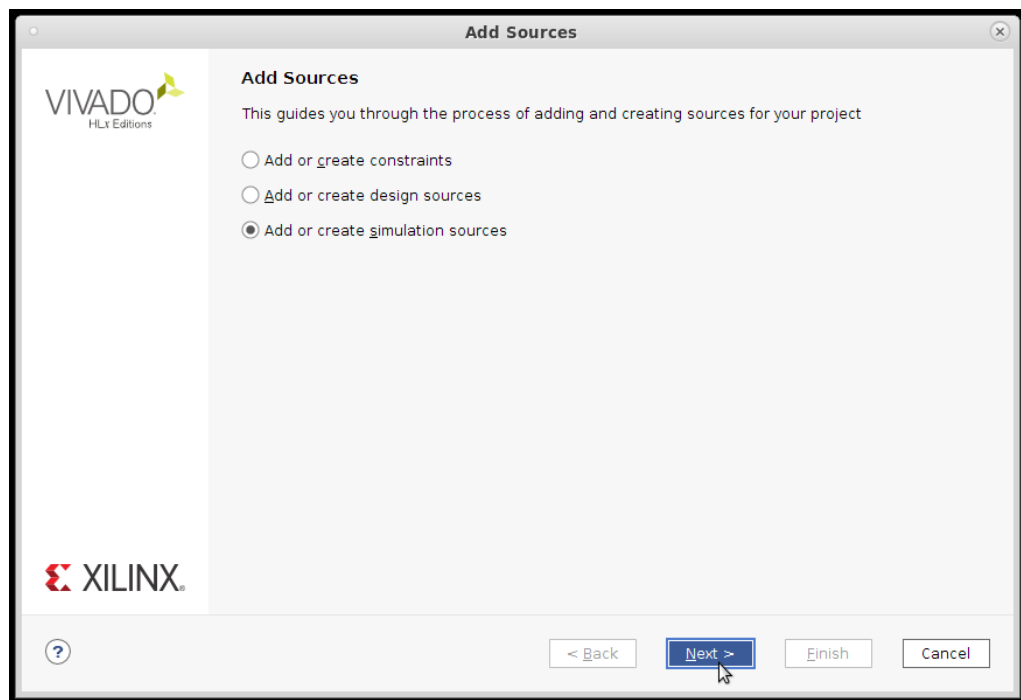 Add Sources
VIVADO
HLx Editions
Add Sources
This guides you through the process of adding and creating sources for your project
Add or create constraints
Add or create design sources
Add or create simulation sources
XILINX
?
< Back
Next >
Finish
Cancel